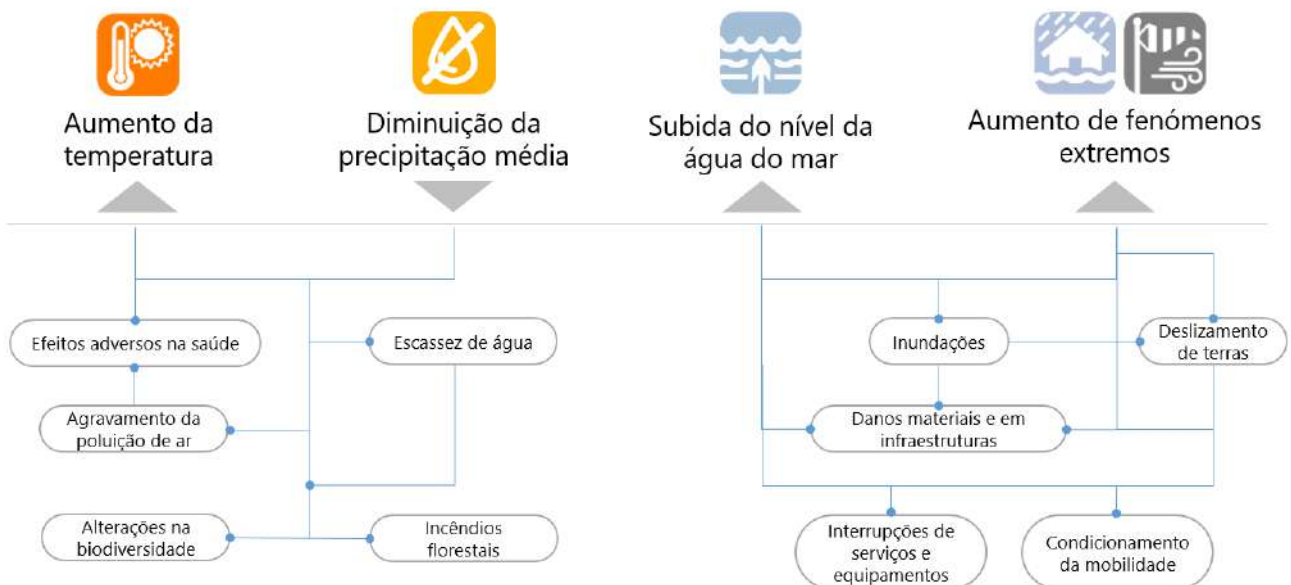 Aumento da
temperatura
Diminuição da
precipitação média
Subida do nível da
água do mar
Aumento de fenómenos
extremos
Efeitos adversos na saúde
Escassez de água
Inundações
Deslizamento
de terras
Agravamento da
poluição de ar
Danos materiais e em
infraestruturas
Alterações na
biodiversidade
Incêndios
florestais
Interrupções de
serviços e
equipamentos
Condicionamento
da mobilidade